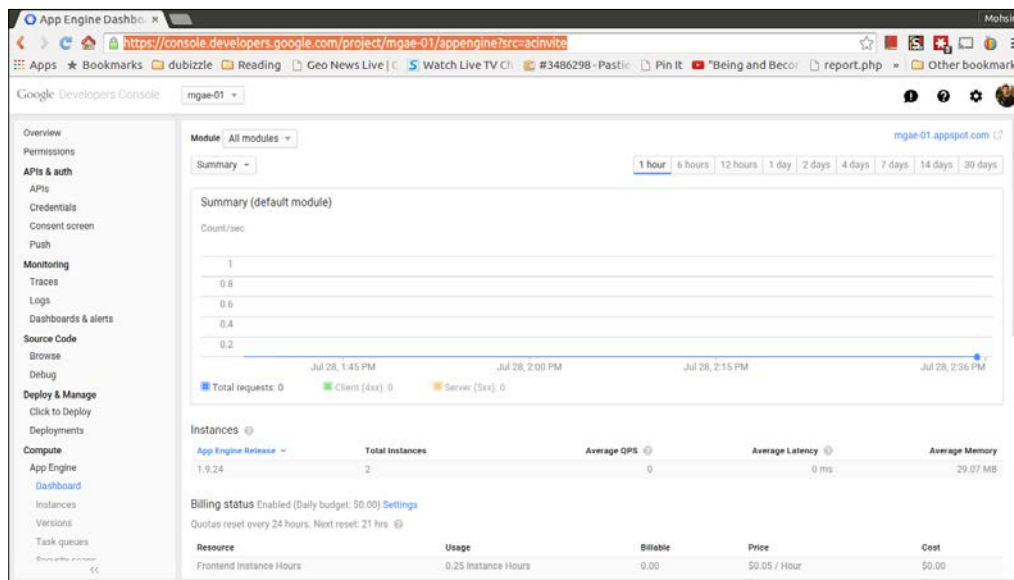 App Engine Dashbo
Mohsin
https://console.developers.google.com/project/mgae-01/appengine?src=acinvite
Apps Bookmarks dubizzle Reading Geo News Live | C Watch Live TV Ch #3486298 - Pastie Pin It "Being and Becor report.php » Other bookmark
Google Developers Console mgae-01
Overview
Permissions
APIs & auth
APIs
Credentials
Consent screen
Push
Monitoring
Traces
Logs
Dashboards & alerts
Source Code
Browse
Debug
Deploy & Manage
Click to Deploy
Deployments
Compute
App Engine
Dashboard
Instances
Versions
Task queues
<<
Module All modules
mgae-01.appspot.com
Summary
1 hour 6 hours 12 hours 1 day 2 days 4 days 7 days 14 days 30 days
Summary (default module)
Count/sec
1
0.8
0.6
0.4
0.2
Jul 28, 1:45 PM Jul 28, 2:00 PM Jul 28, 2:15 PM Jul 28, 2:36 PM
Total requests: 0 Client (4xx): 0 Server (5xx): 0
Instances
App Engine Release Total Instances Average QPS Average Latency Average Memory
1.9.24 2 0 0 ms 29.07 MB
Billing status Enabled (Daily budget: $0.00) Settings
Quotas reset every 24 hours. Next reset: 21 hrs
Resource Usage Billable Price Cost
Frontend Instance Hours 0.25 Instance Hours 0.00 $0.05 / Hour $0.00